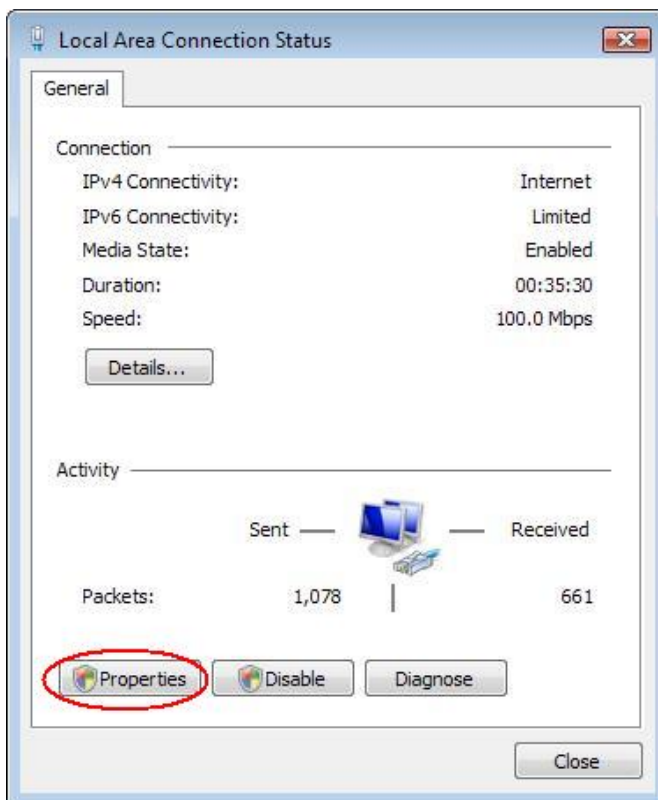 Local Area Connection Status
General
Connection
IPv4 Connectivity: Internet
IPv6 Connectivity: Limited
Media State: Enabled
Duration: 00:35:30
Speed: 100.0 Mbps
Details...
Activity
Sent Received
Packets: 1,078 661
Properties Disable Diagnose
Close